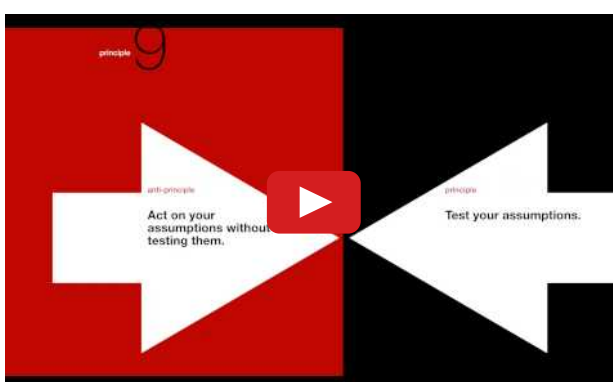 principle 9
anti-principle
Act on your
assumptions without
testing them.
principle
Test your assumptions.